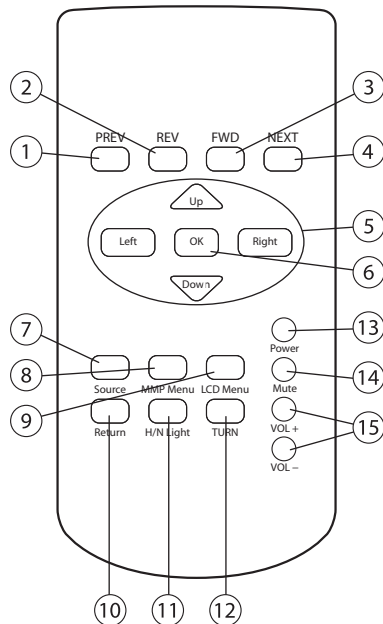 2
3
PREV REV FWD NEXT
1
4
Up
5
Left OK Right
6
Down
7
13
Power
8
14
Source MMP Menu LCD Menu
Mute
9
15
Return H/N Light TURN
VOL +
VOL –
10 11 12